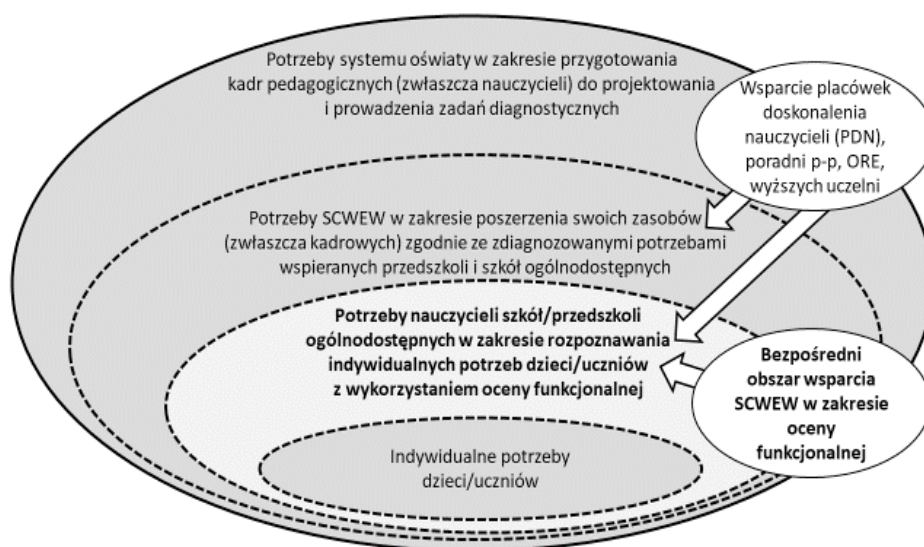 Potrzeby systemu oświaty w zakresie przygotowania
kadr pedagogicznych (zwłaszcza nauczycieli) do projektowania
i prowadzenia zadań diagnostycznych
Wsparcie placówek
doskonalenia
nauczycieli (PDN),
poradni p-p, ORE,
wyższych uczelni
Potrzeby SCWEW w zakresie poszerzenia swoich zasobów
(zwłaszcza kadrowych) zgodnie ze zdiagnozowanymi potrzebami
wspieranych przedszkoli i szkół ogólnodostępnych
Potrzeby nauczycieli szkół/przedszkoli
ogólnodostępnych w zakresie rozpoznawania
indywidualnych potrzeb dzieci/uczniów
z wykorzystaniem oceny funkcjonalnej
Bezpośredni
obszar wsparcia
SCWEW w zakresie
oceny
funkcjonalnej
Indywidualne potrzeby
dzieci/uczniów